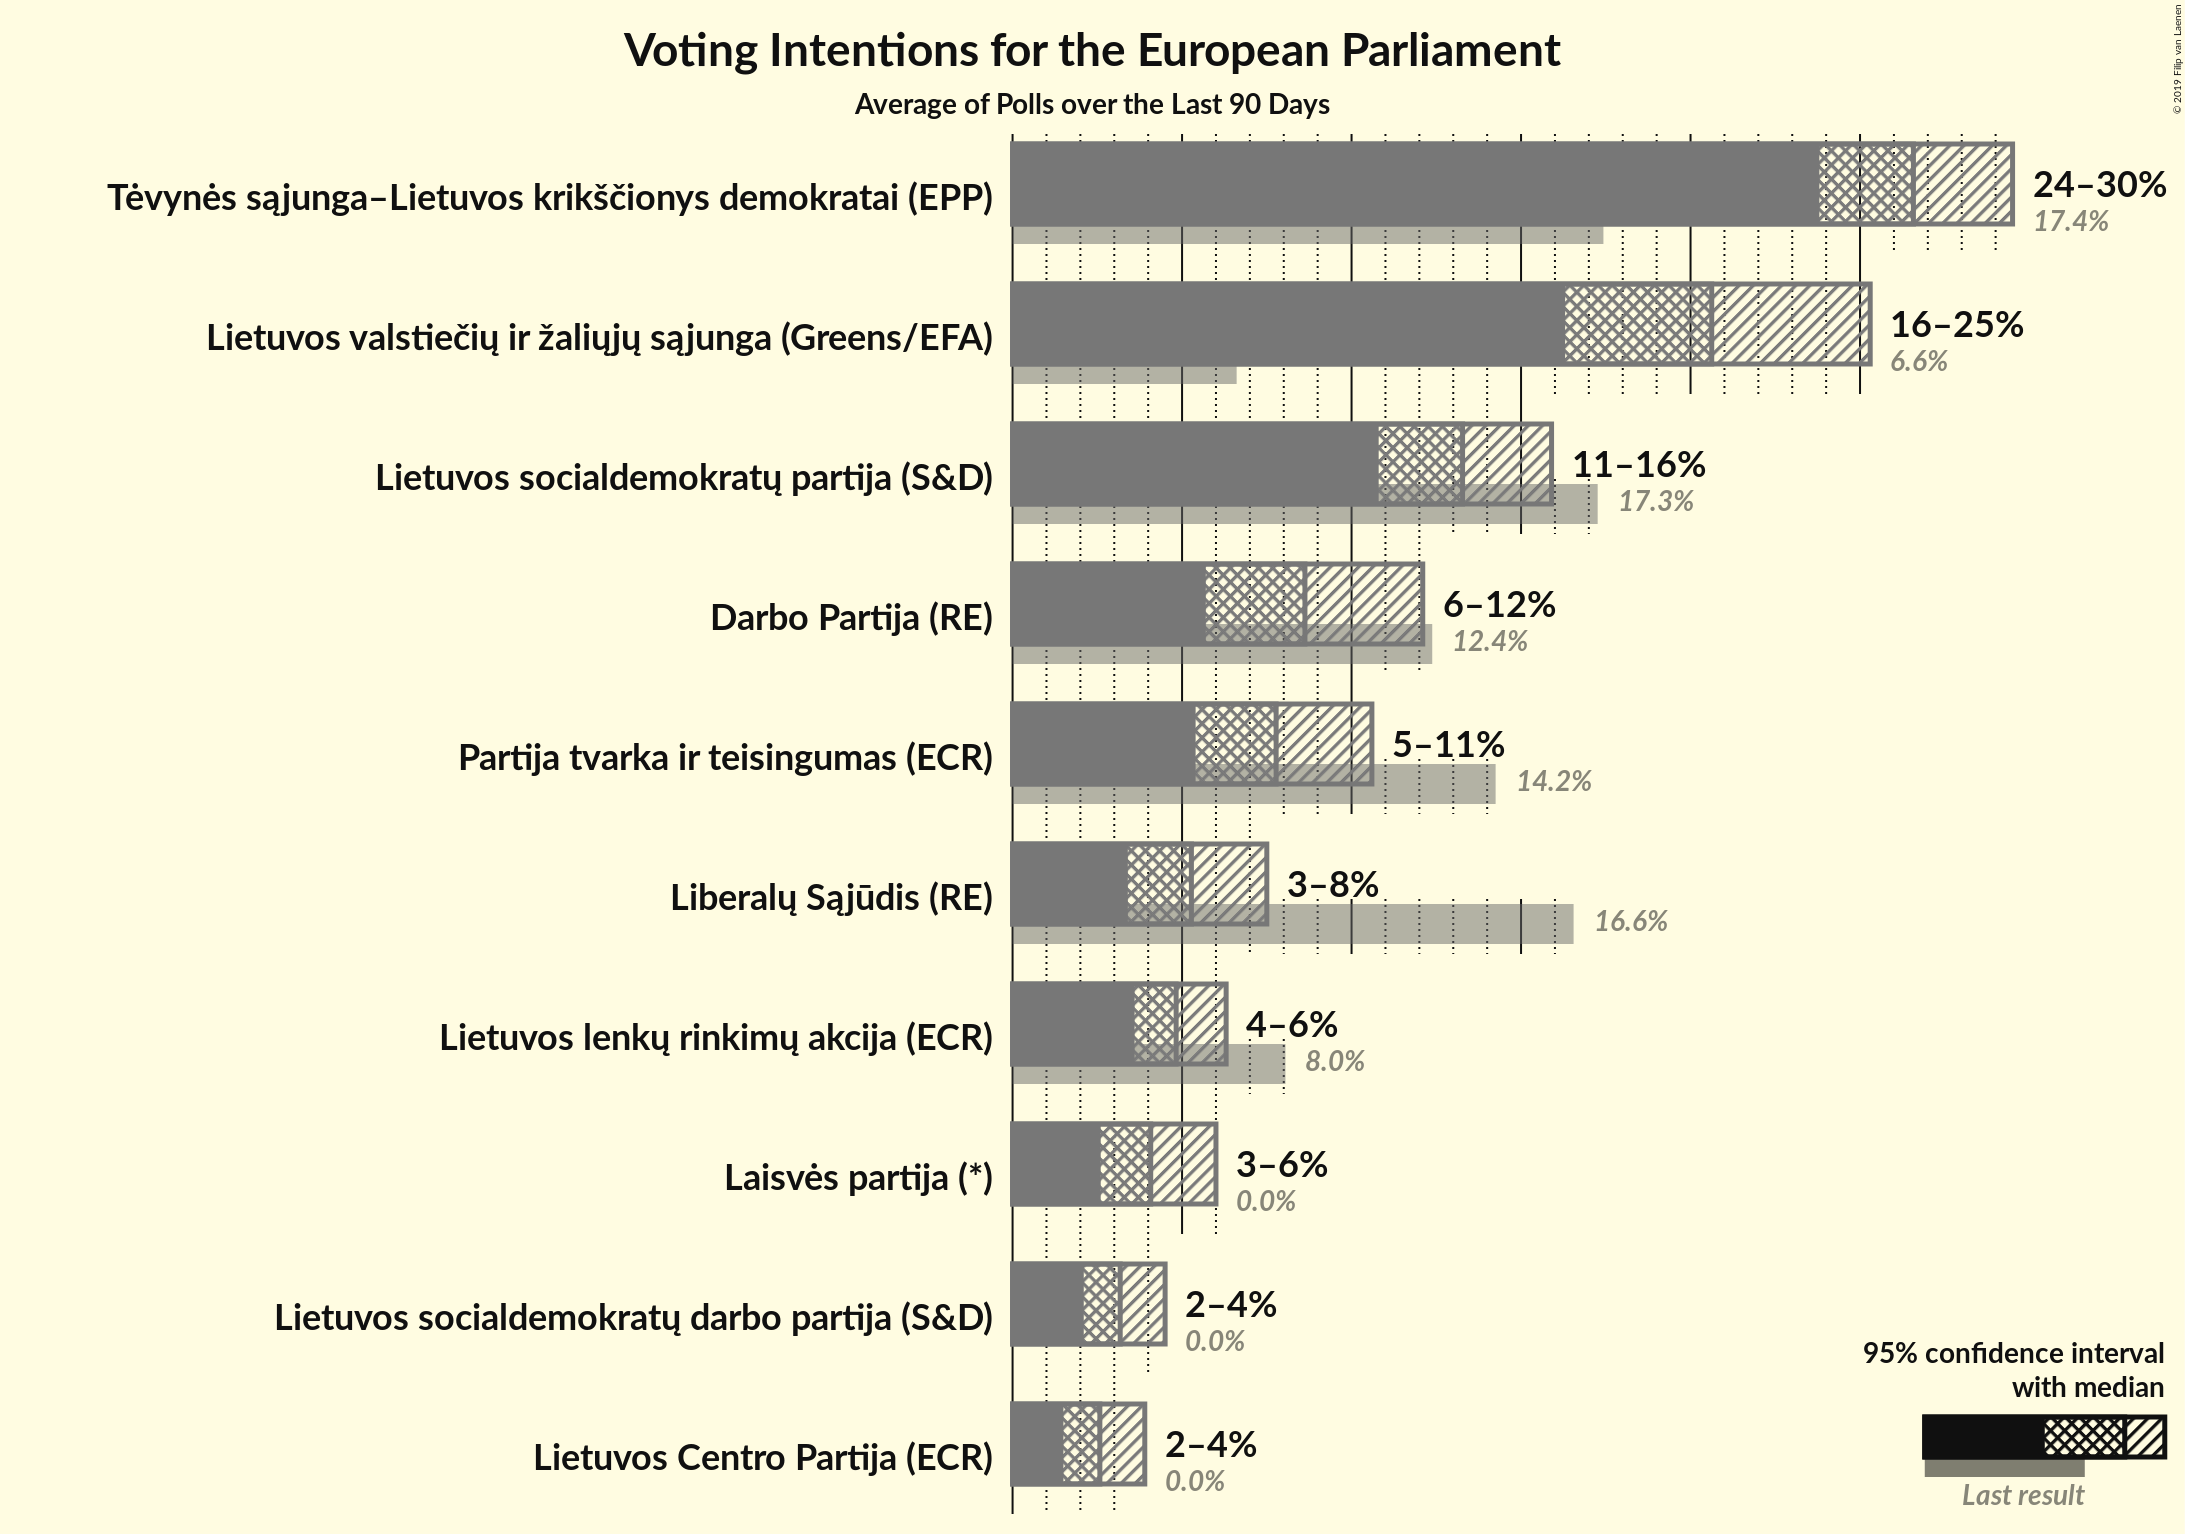 Voting Intentions for the European Parliament
Average of Polls over the Last 90 Days
© 2019 Filip van Laenen
Tėvynės sąjunga–Lietuvos krikščionys demokratai (EPP)
24–30%
17.4%
Lietuvos valstiečių ir žaliųjų sąjunga (Greens/EFA)
16–25%
6.6%
Lietuvos socialdemokratų partija (S&D)
11–16%
17.3%
Darbo Partija (RE)
6–12%
12.4%
Partija tvarka ir teisingumas (ECR)
5–11%
14.2%
Liberalų Sąjūdis (RE)
3–8%
16.6%
Lietuvos lenkų rinkimų akcija (ECR)
4–6%
8.0%
Laisvės partija (*)
3–6%
0.0%
Lietuvos socialdemokratų darbo partija (S&D)
2–4%
0.0%
Lietuvos Centro Partija (ECR)
2–4%
0.0%
95% confidence interval
with median
Last result